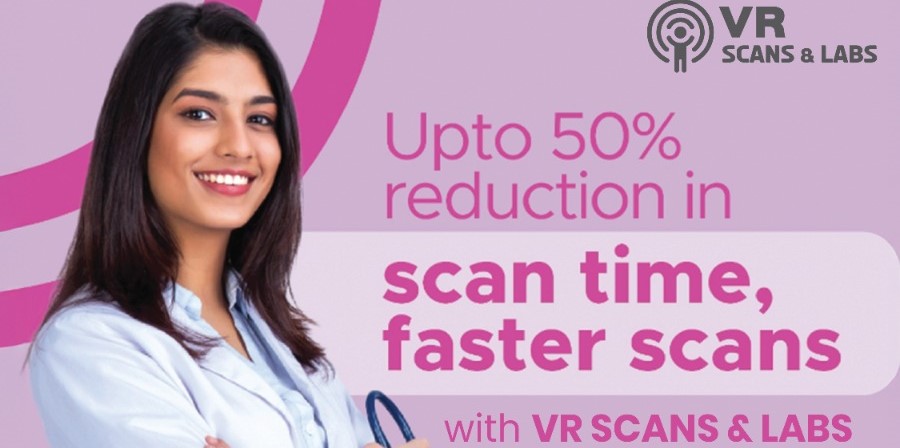 VR
SCANS & LABS
Upto 50%
reduction in
scan time,
faster scans
with VR SCANS & LABS